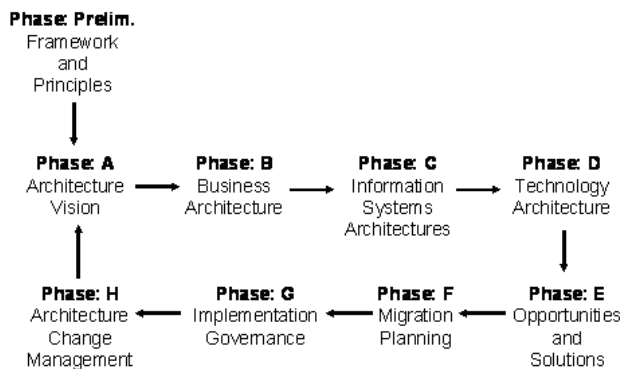 Phase: Prelim.
Framework
and
Principles
Phase: A
Architecture
Vision
Phase: B
Business
Architecture
Phase: C
Information
Systems
Architectures
Phase: D
Technology
Architecture
Phase: H
Architecture
Change
Management
Phase: G
Implementation
Governance
Phase: F
Migration
Planning
Phase: E
Opportunities
and
Solutions